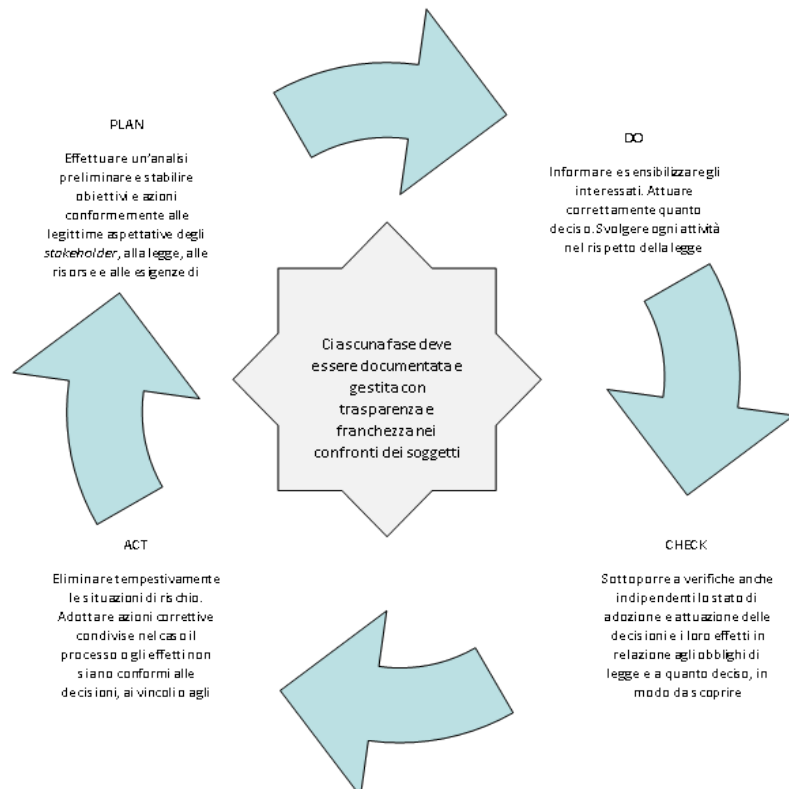 PLAN
Effettuare un'analisi
preliminare e stabilire
obiettivi e azioni
conformemente alle
legittime aspettative degli
stakeholder, alla legge, alle
risorse e alle esigenze di
DO
Informare e sensibilizzare gli
interessati. Attuare
correttamente quanto
deciso. Svolgere ogni attività
nel rispetto della legge
Ciascuna fase deve
essere documentata e
gestita con
trasparenza e
franchezza nei
confronti dei soggetti
ACT
Eliminare tempestivamente
le situazioni di rischio.
Adottare azioni correttive
condivise nel caso il
processo o gli effetti non
siano conformi alle
decisioni, ai vincoli o agli
CHECK
Sottoporre a verifiche anche
indipendenti lo stato di
adozione e attuazione delle
decisioni e i loro effetti in
relazione agli obblighi di
legge e a quanto deciso, in
modo da scoprire